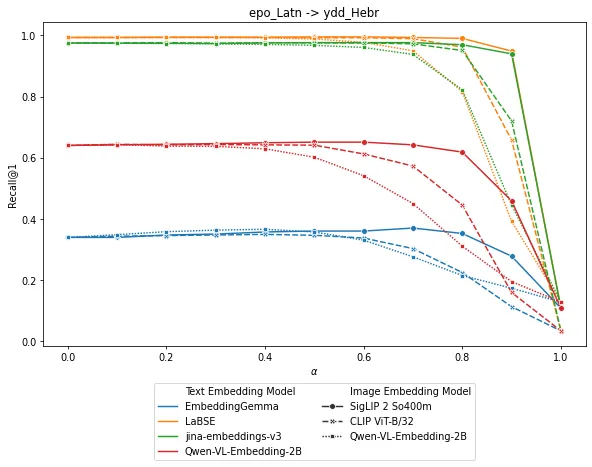 epo_Latn -> ydd_Hebr
Recall@1
1.0
0.8
0.6
0.4
0.2
0.0
0.0 0.2 0.4 0.6 0.8 1.0
α
Text Embedding Model Image Embedding Model
EmbeddingGemma SigLIP 2 So400m
LaBSE CLIP ViT-B/32
jina-embeddings-v3 Qwen-VL-Embedding-2B
Qwen-VL-Embedding-2B